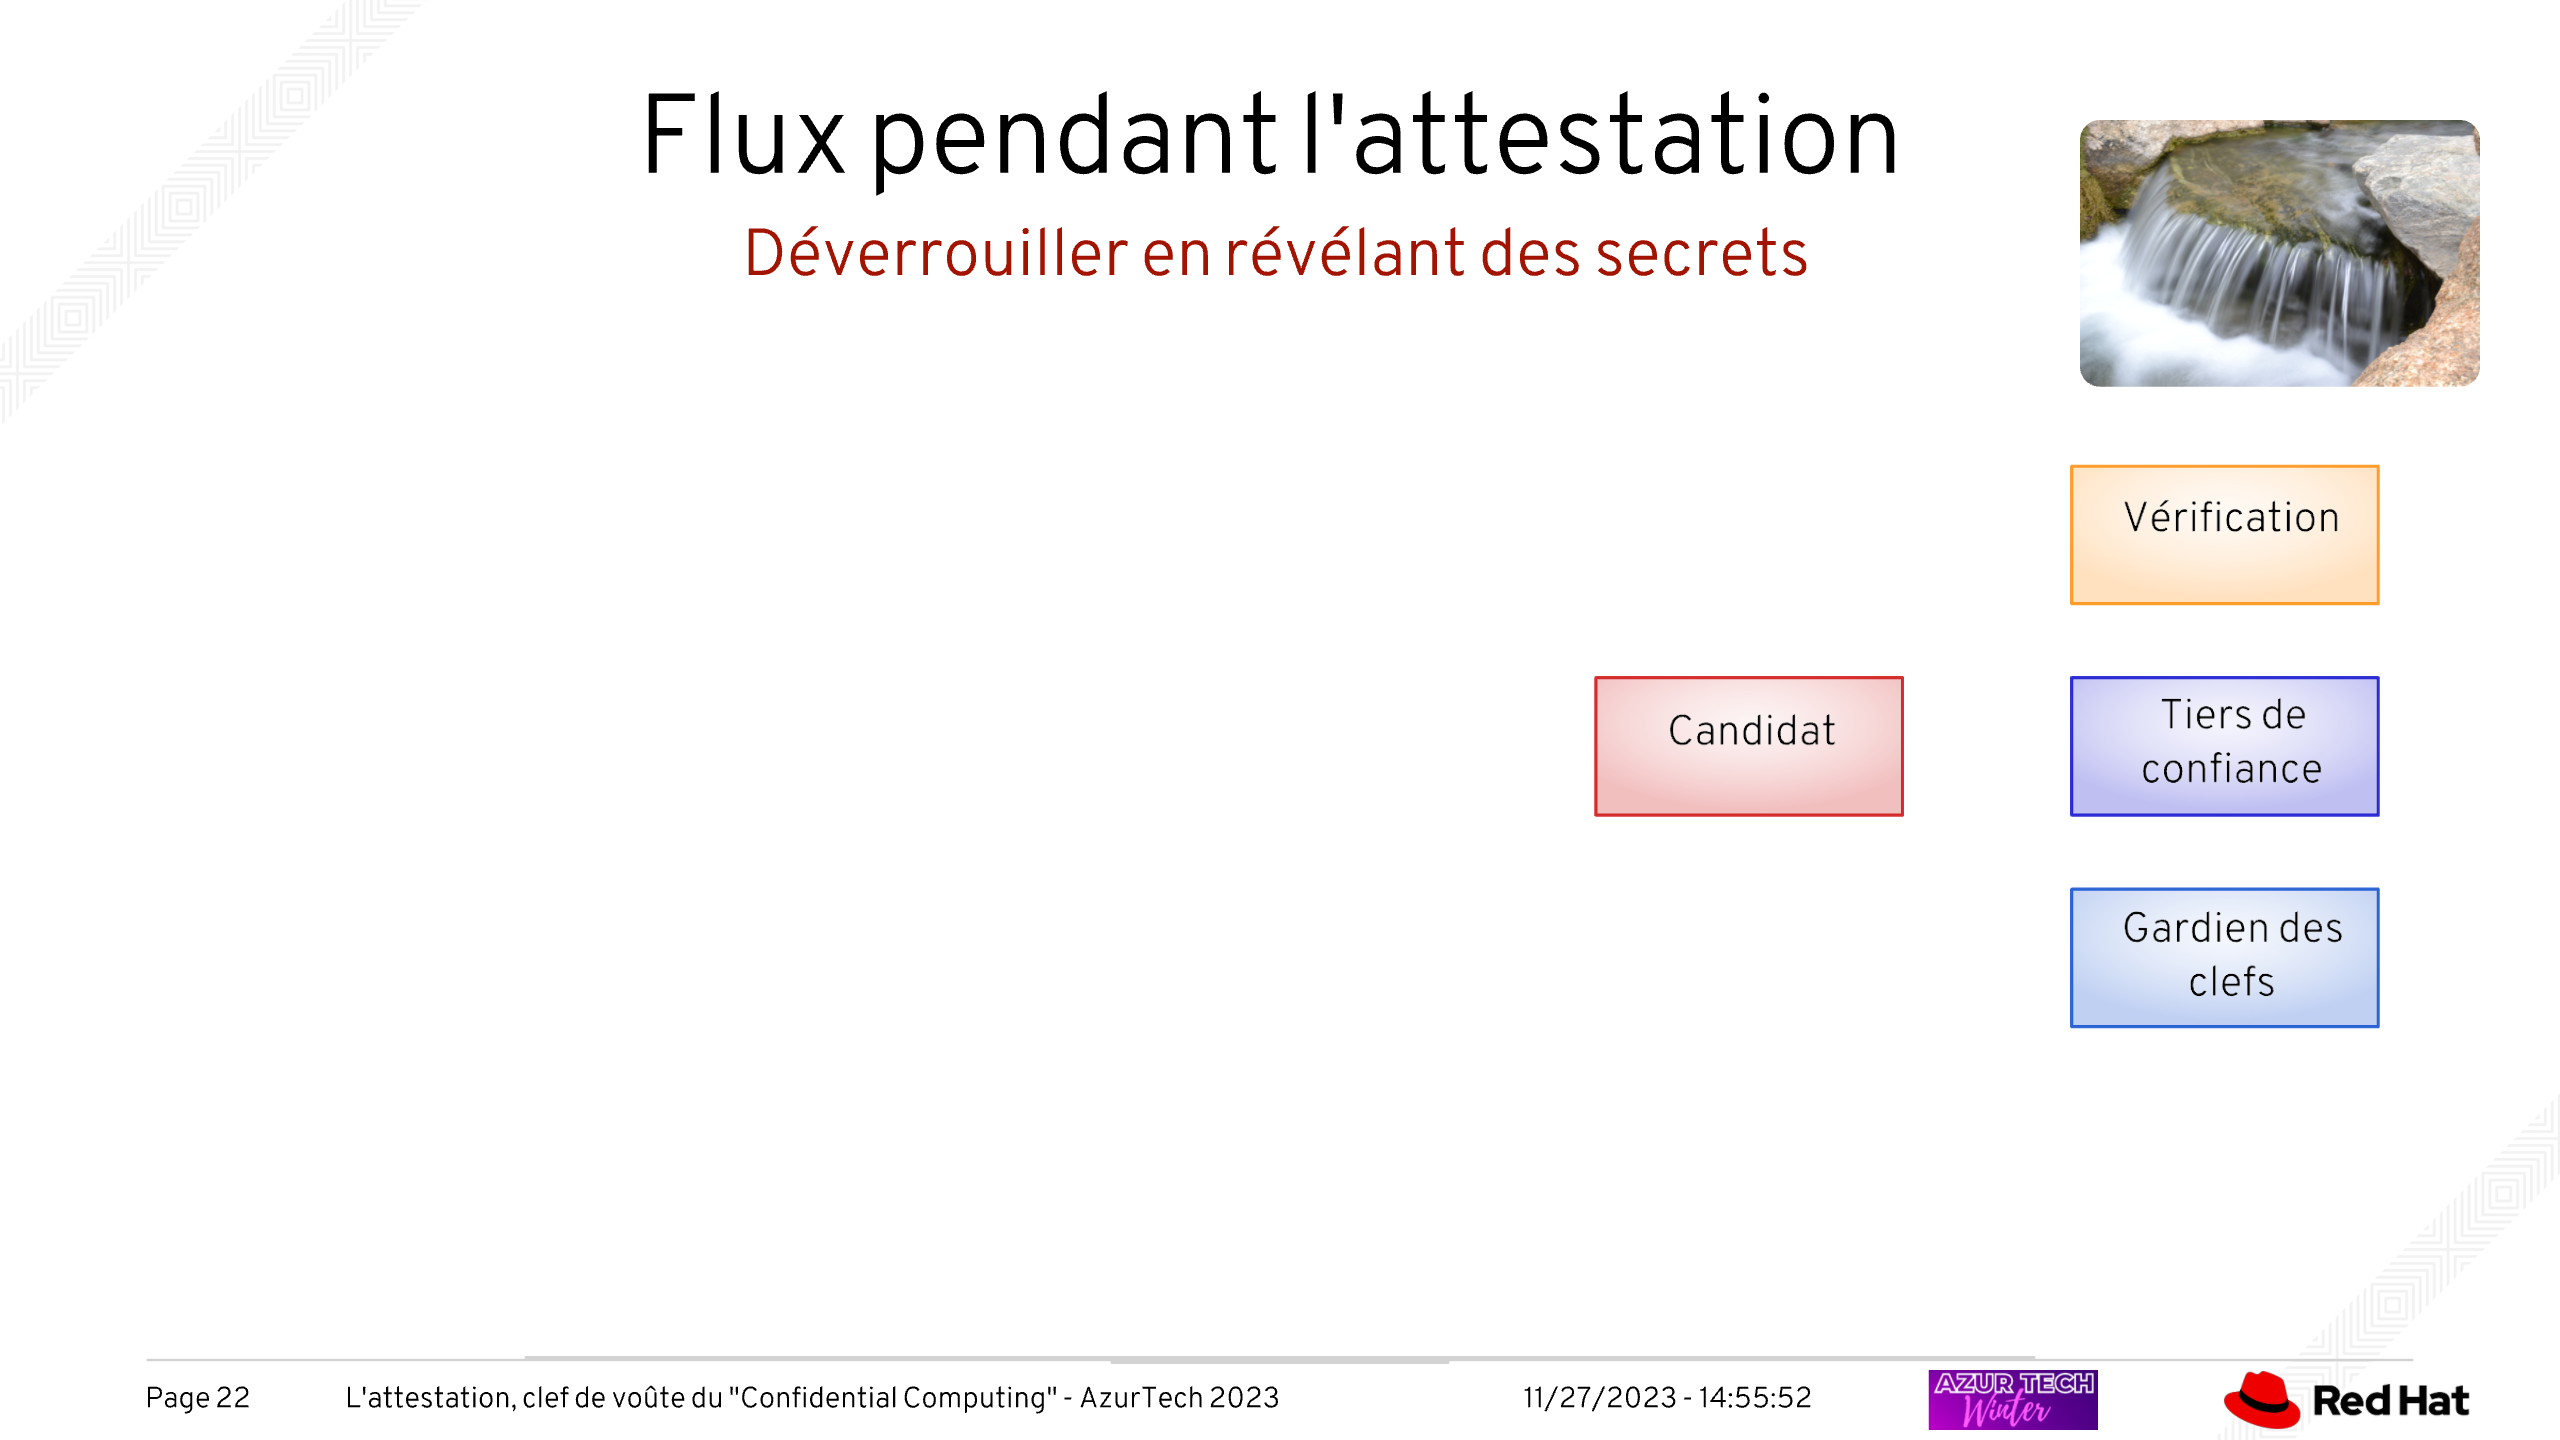 Flux pendant l'attestation
Déverrouiller en révélant des secrets
Vérification
Candidat
Tiers de
confiance
Gardien des
clefs
Page 22
L'attestation, clef de voûte du "Confidential Computing" - AzurTech 2023
11/27/2023 - 14:55:52
AZUR TECH
Winter
Red Hat